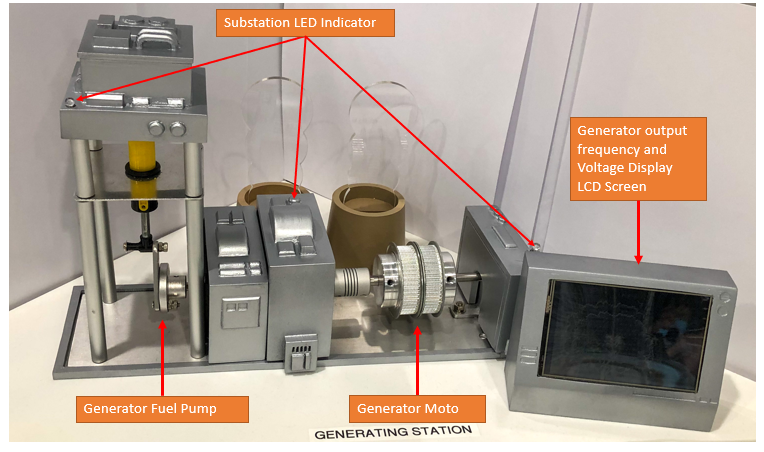 Substation LED Indicator
Generator output
frequency and
Voltage Display
LCD Screen
Generator Fuel Pump
Generator Moto
GENERATING STATION